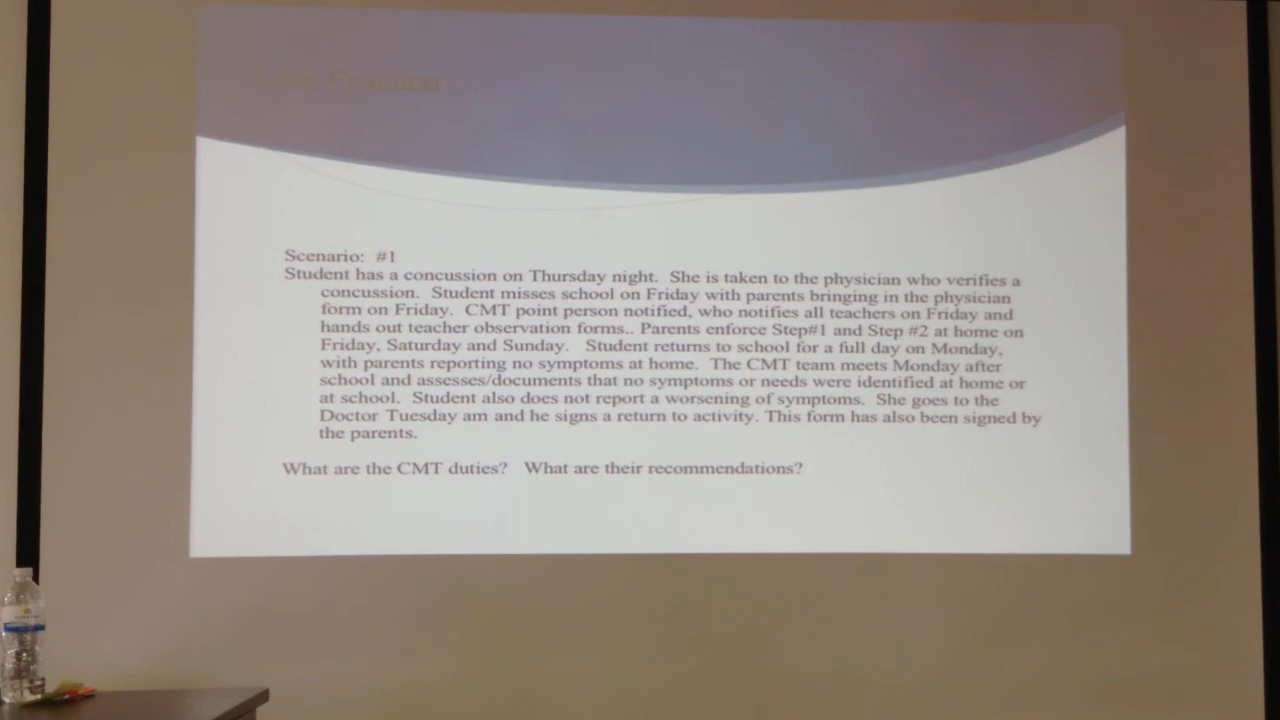 Practice
Scenario: #1
Student has a concussion on Thursday night. She is taken to the physician who verifies a
concussion. Student misses school on Friday with parents bringing in the physician
form on Friday. CMT point person notified, who notifies all teachers on Friday and
hands out teacher observation forms.. Parents enforce Step#1 and Step #2 at home on
Friday, Saturday and Sunday. Student returns to school for a full day on Monday,
with parents reporting no symptoms at home. The CMT team meets Monday after
school and assesses/documents that no symptoms or needs were identified at home or
at school. Student also does not report a worsening of symptoms. She goes to the
Doctor Tuesday am and he signs a return to activity. This form has also been signed by
the parents.
What are the CMT duties? What are their recommendations?